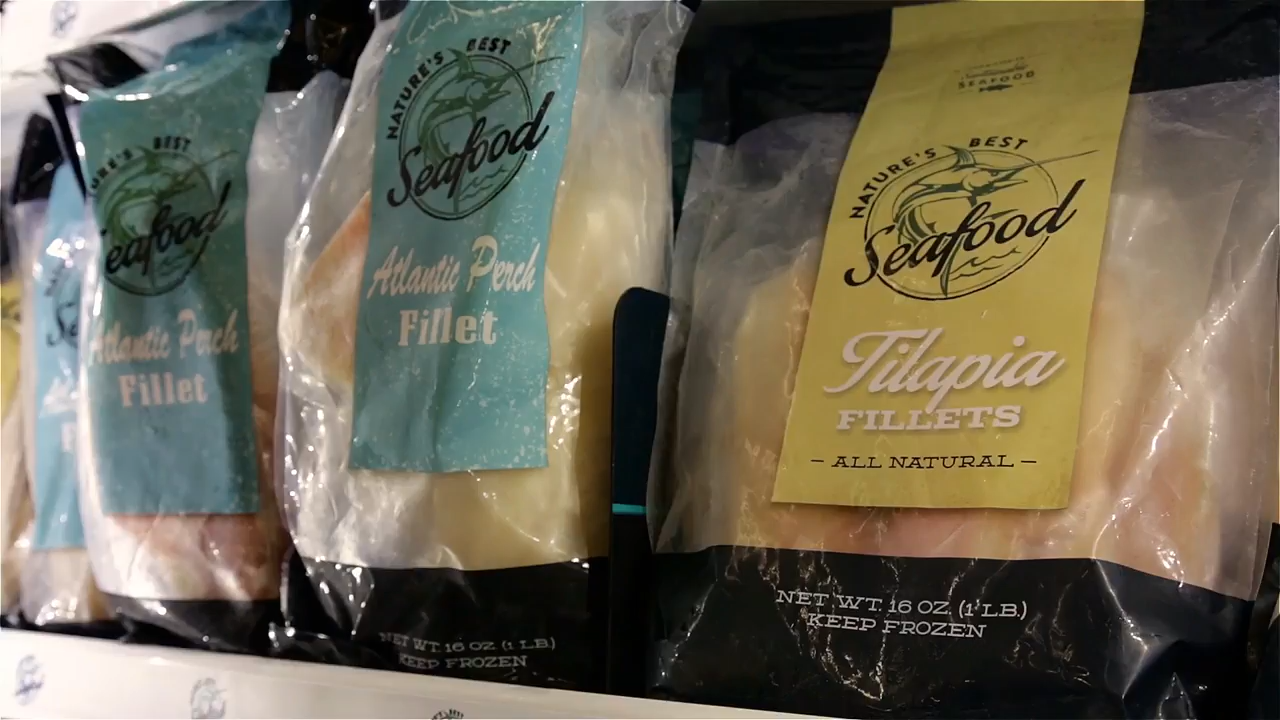 NATURE'S BEST
Seafood
Atlantic Perch
Fillet
NATURE'S BEST
Seafood
Atlantic Perch
Fillet
NET WT. 16 OZ. (1 LB.)
KEEP FROZEN
SEAFOOD
NATURE'S BEST
Seafood
Tilapia
FILLETS
- ALL NATURAL -
NET WT. 16 OZ. (1 LB.)
KEEP FROZEN